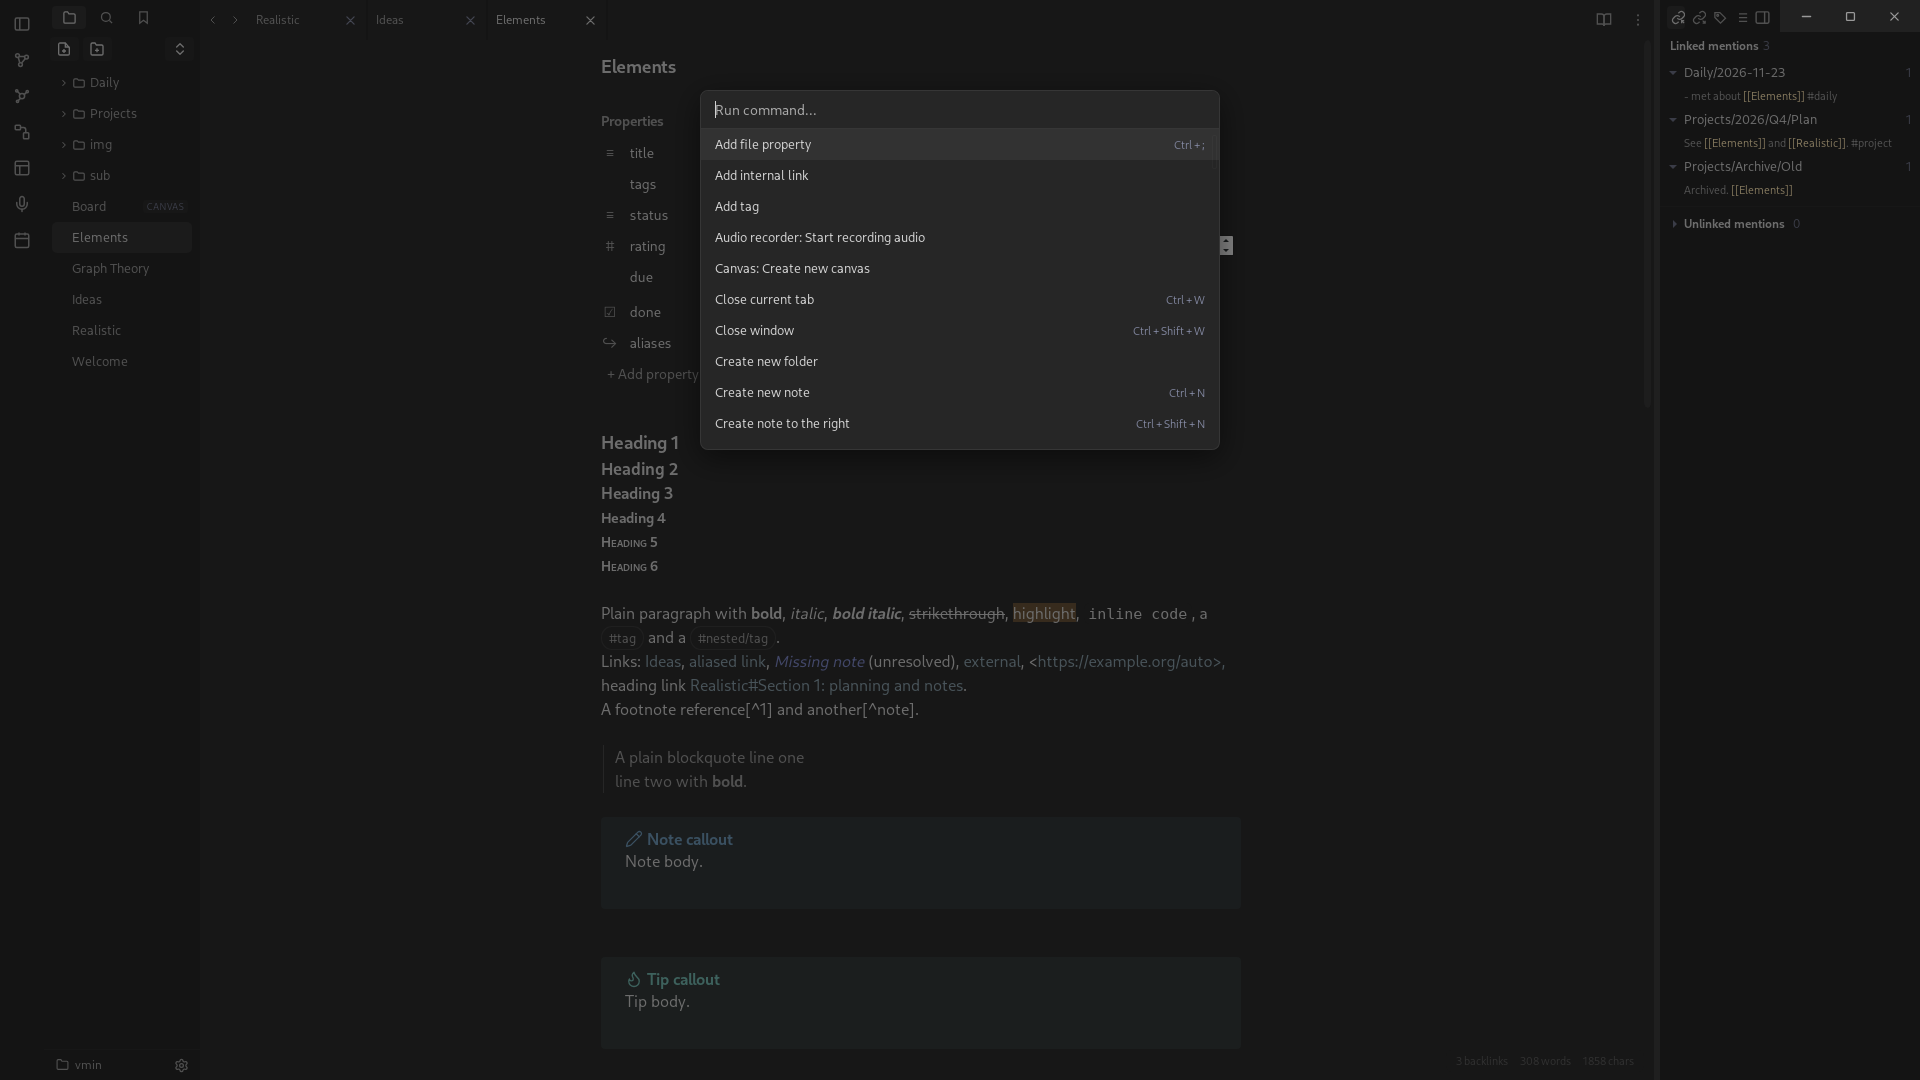 Realistic
Ideas
Elements
Daily
Projects
img
sub
Board CANVAS
Elements
Graph Theory
Ideas
Realistic
Welcome
vmin
Elements
Properties
title
tags
status
rating
due
done
aliases
+ Add property
Run command...
Add file property Ctrl + ;
Add internal link
Add tag
Audio recorder: Start recording audio
Canvas: Create new canvas
Close current tab Ctrl + W
Close window Ctrl + Shift + W
Create new folder
Create new note Ctrl + N
Create note to the right Ctrl + Shift + N
Heading 1
Heading 2
Heading 3
Heading 4
Heading 5
Heading 6
Plain paragraph with bold, italic, bold italic, strikethrough, highlight, inline code , a
#tag and a #nested/tag .
Links: Ideas, aliased link, Missing note (unresolved), external, <https://example.org/auto>,
heading link Realistic#Section 1: planning and notes.
A footnote reference[^1] and another[^note].
A plain blockquote line one
line two with bold.
Note callout
Note body.
Tip callout
Tip body.
3 backlinks 308 words 1858 chars
Linked mentions 3
Daily/2026-11-23 1
- met about [[Elements]] #daily
Projects/2026/Q4/Plan 1
See [[Elements]] and [[Realistic]]. #project
Projects/Archive/Old 1
Archived. [[Elements]]
Unlinked mentions 0